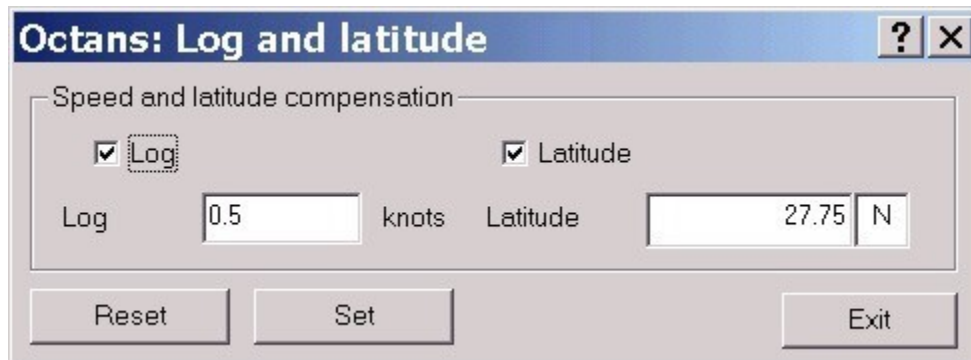 Octans: Log and latitude ? X
Speed and latitude compensation
Log Latitude
Log 0.5 knots Latitude 27.75 N
Reset Set Exit